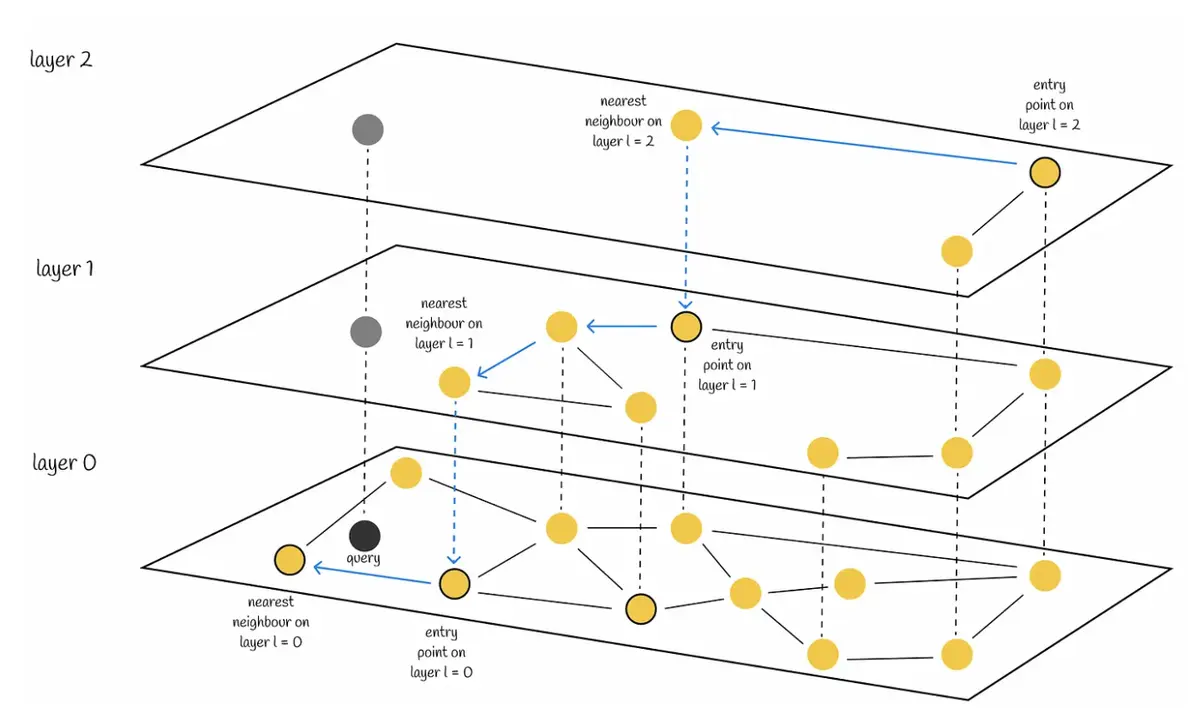 layer 2
entry
point on
layer l = 2
nearest
neighbour on
layer l = 2
layer 1
nearest
neighbour on
layer l = 1
entry
point on
layer l = 1
layer 0
query
nearest
neighbour on
layer l = 0
entry
point on
layer l = 0